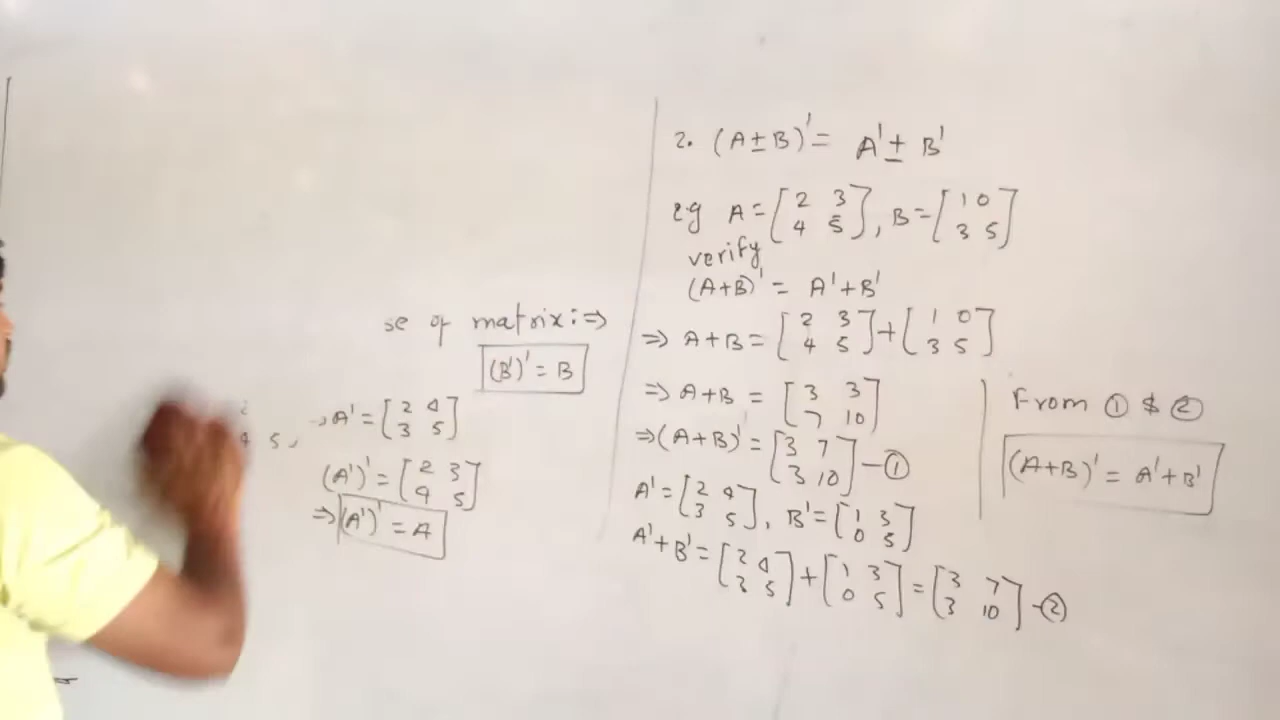 se of matrix:⇒
(B')' = B
4 5,
A' = [2 4
3 5]
(A')' = [2 3
4 5]
⇒ (A')' = A
2. (A±B)' = A' ± B'
eg A = [2 3
4 5], B = [1 0
3 5]
verify
(A+B)' = A'+B'
⇒ A+B = [2 3
4 5] + [1 0
3 5]
⇒ A+B = [3 3
7 10]
⇒ (A+B)' = [3 7
3 10] —①
A' = [2 4
3 5], B' = [1 3
0 5]
A'+B' = [2 4
3 5] + [1 3
0 5] = [3 7
3 10] —②
From ① & ②
(A+B)' = A'+B'